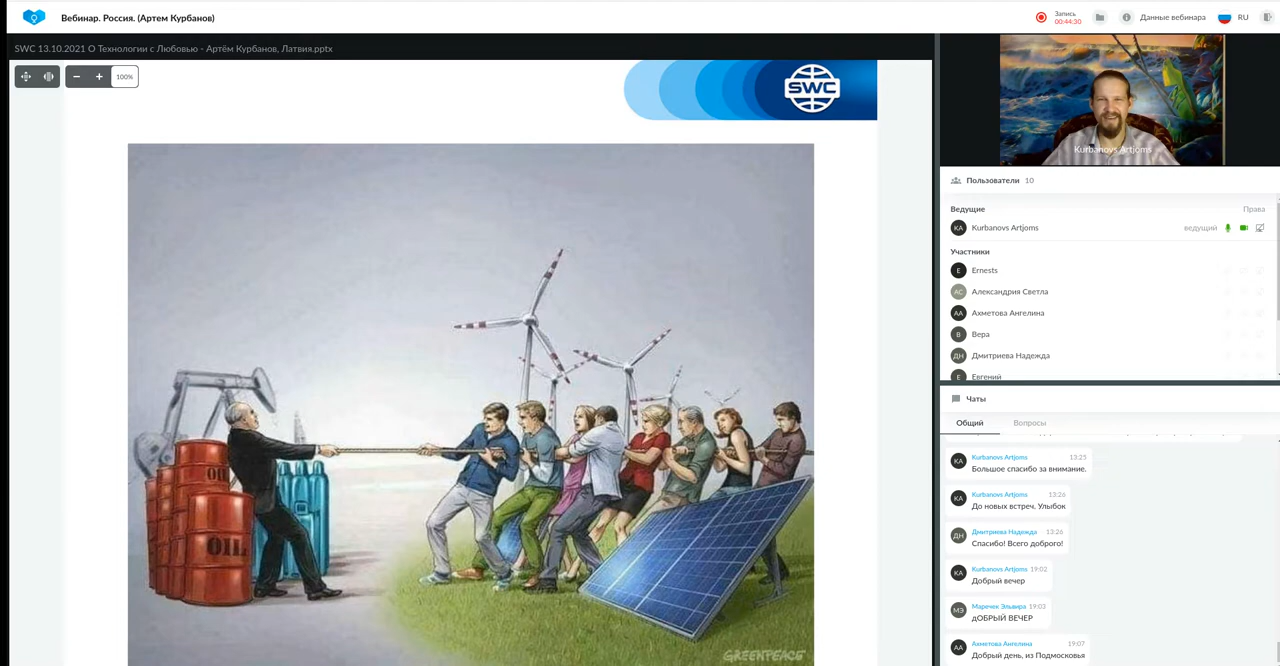 Вебинар. Россия. (Артем Курбанов)
Запись
00:44:30
Данные вебинара
RU
SWC 13.10.2021 О Технологии с Любовью - Артём Курбанов, Латвия.pptx
100%
SWC
OIL
OIL
GREENPEACE
Kurbanovs Artjoms
Пользователи 10
Ведущие Права
KA Kurbanovs Artjoms ведущий
Участники
E Ernests
АС Александрия Светла
АА Ахметова Ангелина
В Вера
ДН Дмитриева Надежда
Е Евгений
Чаты
Общий Вопросы
KA Kurbanovs Artjoms 13:25
Большое спасибо за внимание.
KA Kurbanovs Artjoms 13:26
До новых встреч. Улыбок
ДН Дмитриева Надежда 13:26
Спасибо! Всего доброго!
KA Kurbanovs Artjoms 19:02
Добрый вечер
МЭ Маречек Эльвира 19:03
дОБРЫЙ ВЕЧЕР
АА Ахметова Ангелина 19:07
Добрый день, из Подмосковья